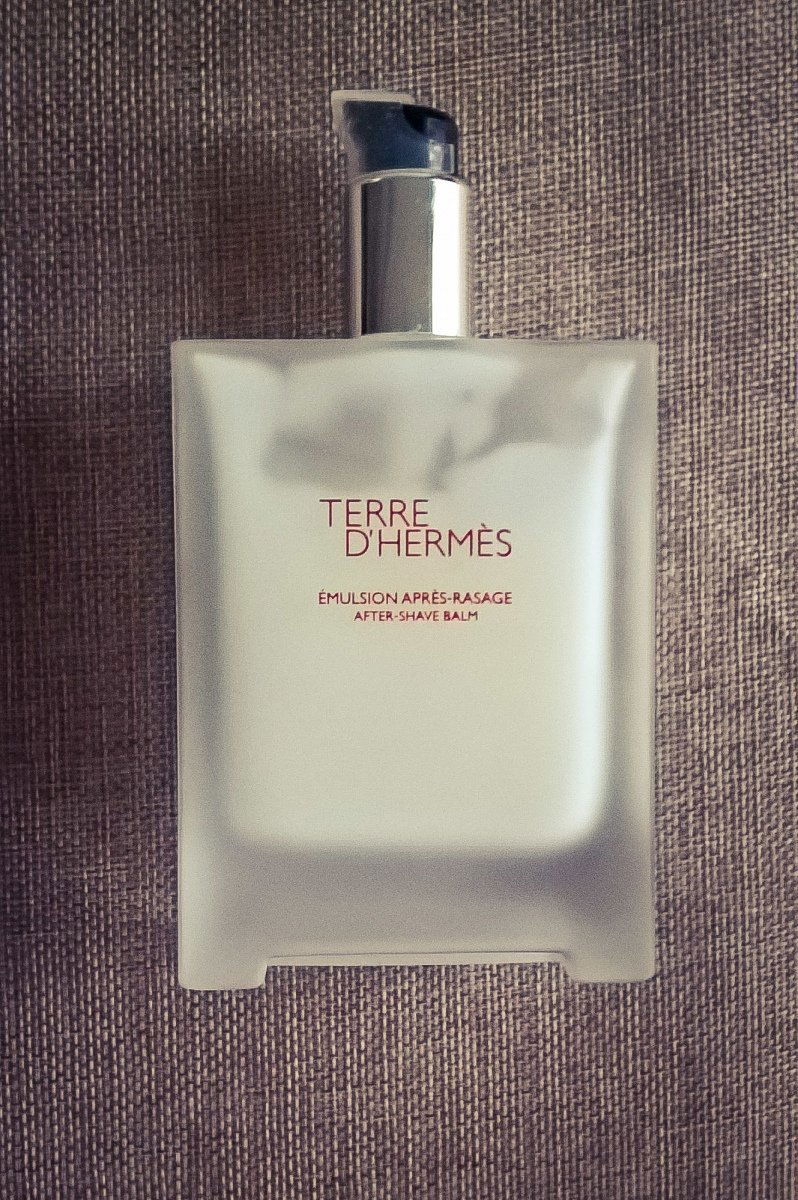 TERRE
D'HERMÈS
ÉMULSION APRÈS-RASAGE
AFTER-SHAVE BALM